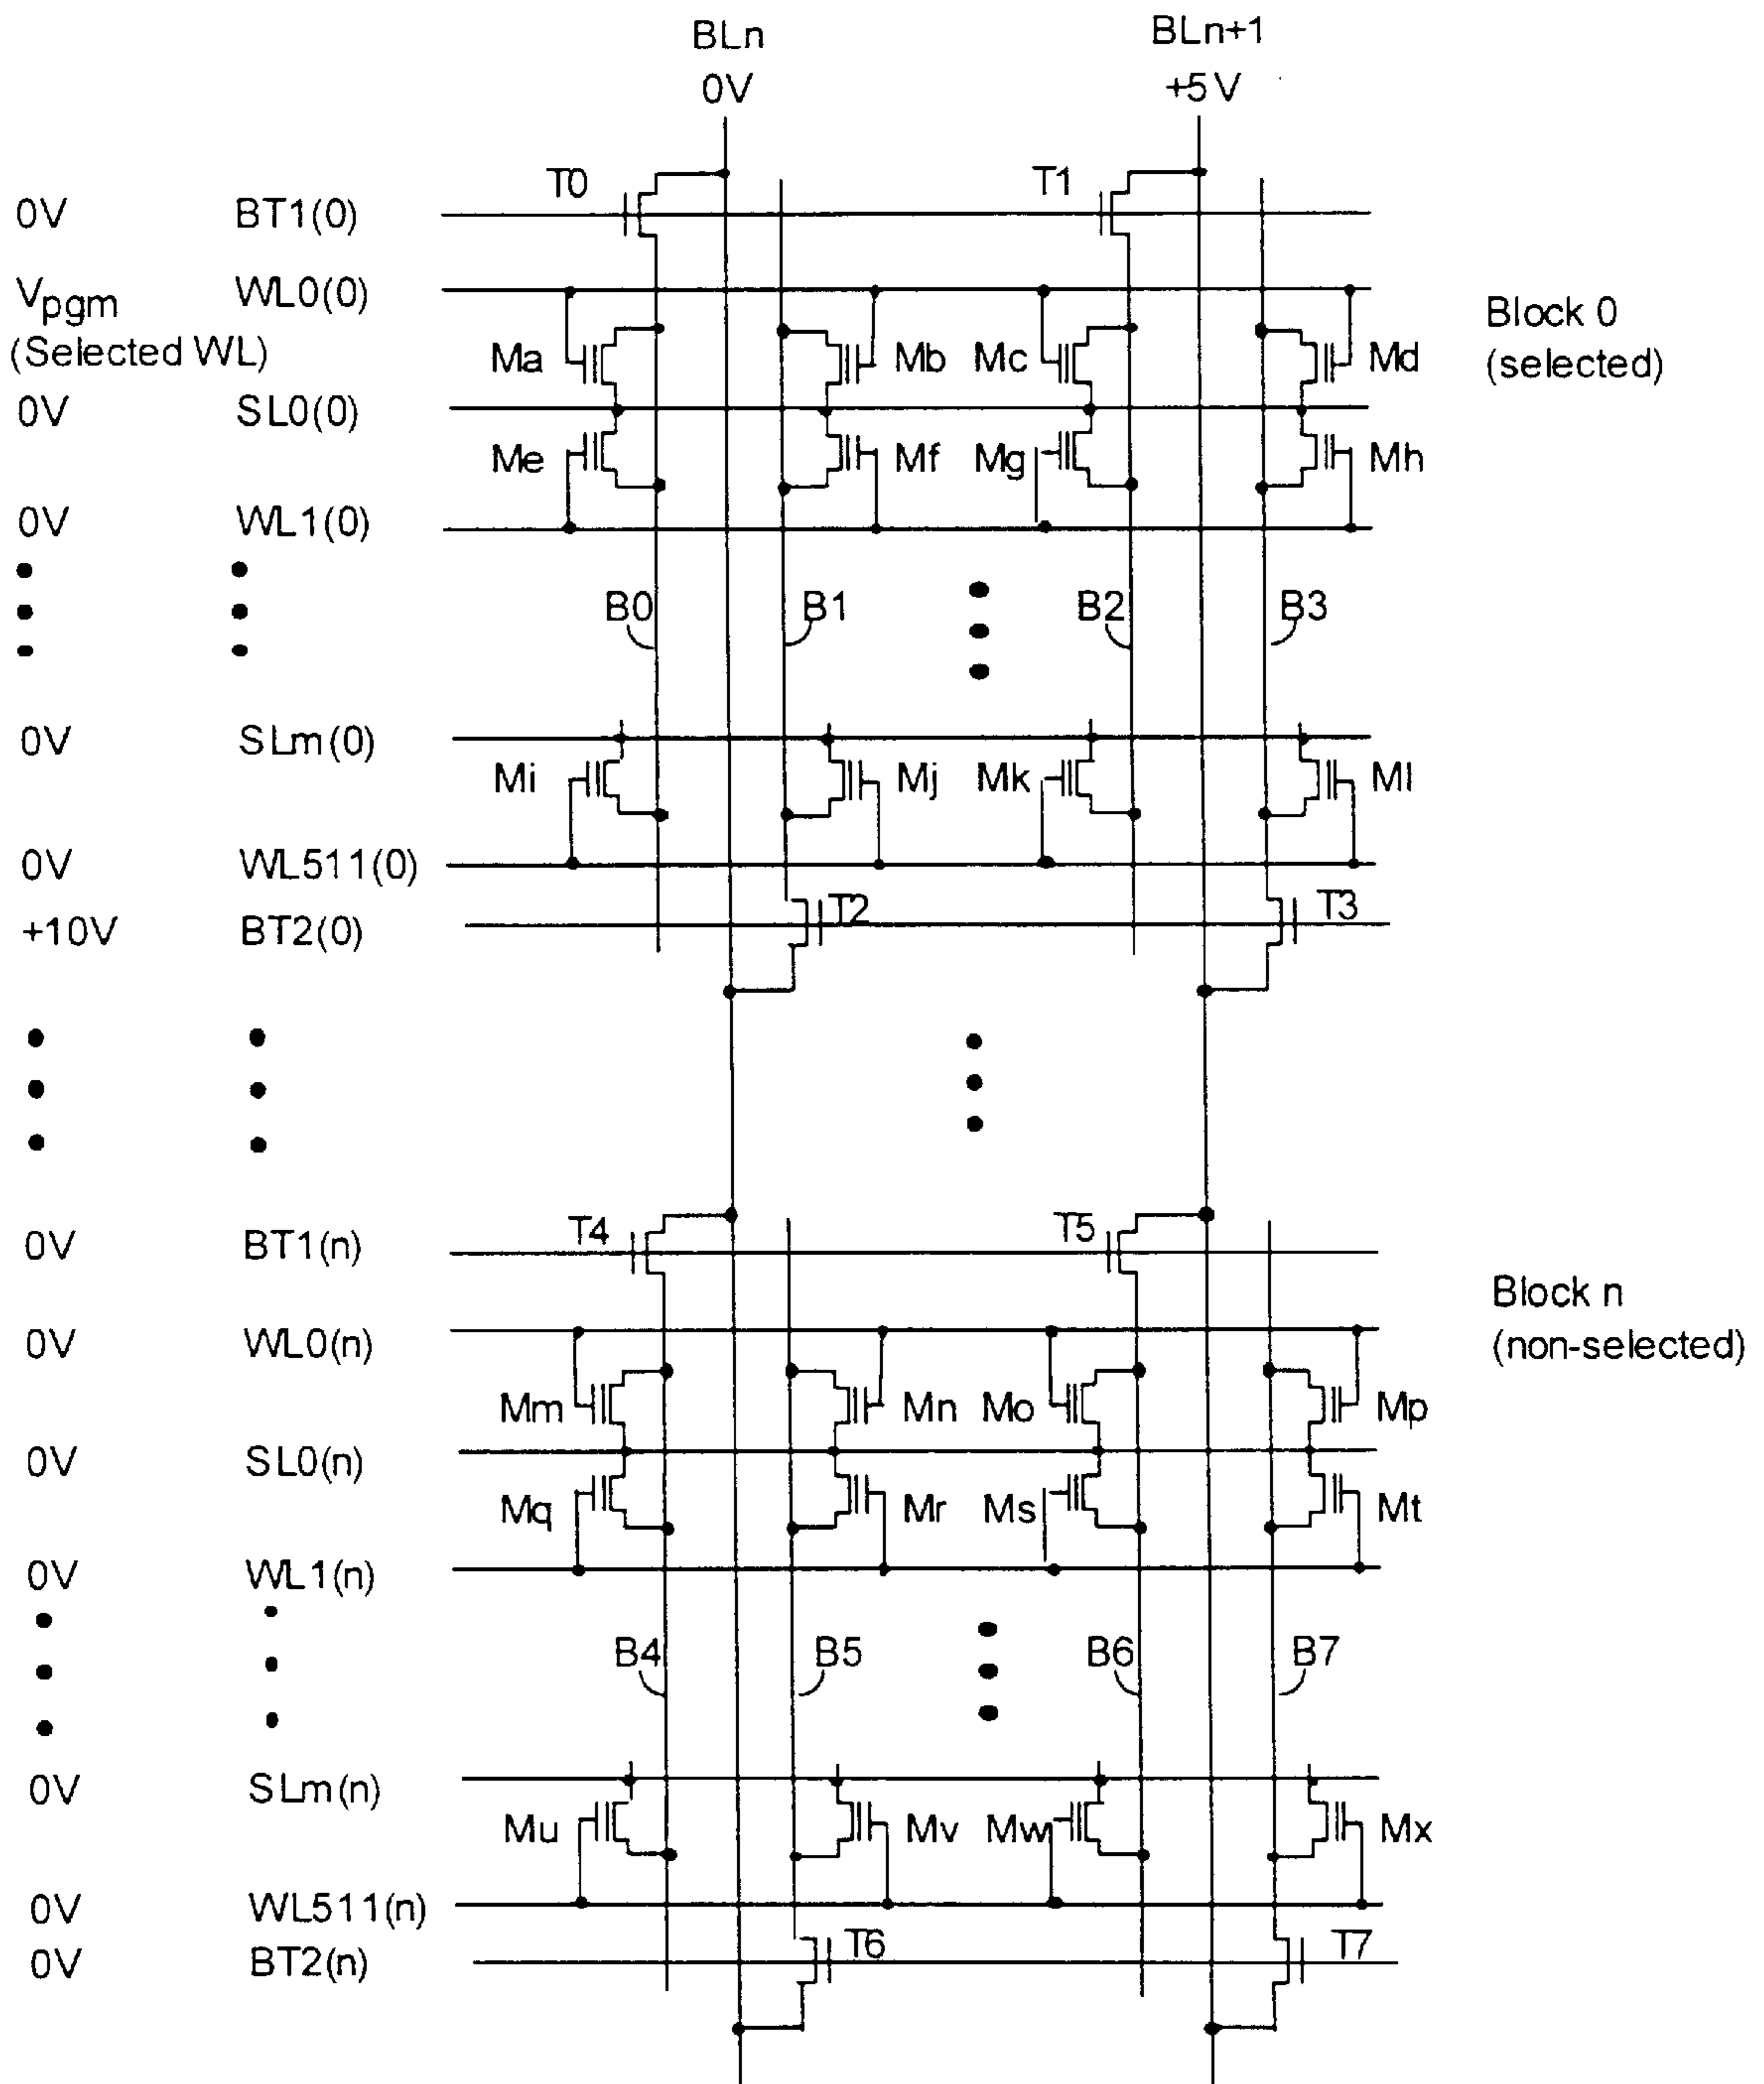 BLn BLn+1
0V +5V
T0 T1
0V BT1(0)
Vpgm WL0(0)
(Selected WL)
Block 0
(selected)
Ma Mb Mc Md
0V SL0(0)
Me Mf Mg Mh
0V WL1(0)
B0 B1 B2 B3
0V SLm(0)
Mi Mj Mk Ml
0V WL511(0)
+10V BT2(0)
T2 T3
T4 T5
0V BT1(n)
Block n
(non-selected)
0V WL0(n)
Mm Mn Mo Mp
0V SL0(n)
Mq Mr Ms Mt
0V WL1(n)
B4 B5 B6 B7
0V SLm(n)
Mu Mv Mw Mx
0V WL511(n)
T6 T7
0V BT2(n)